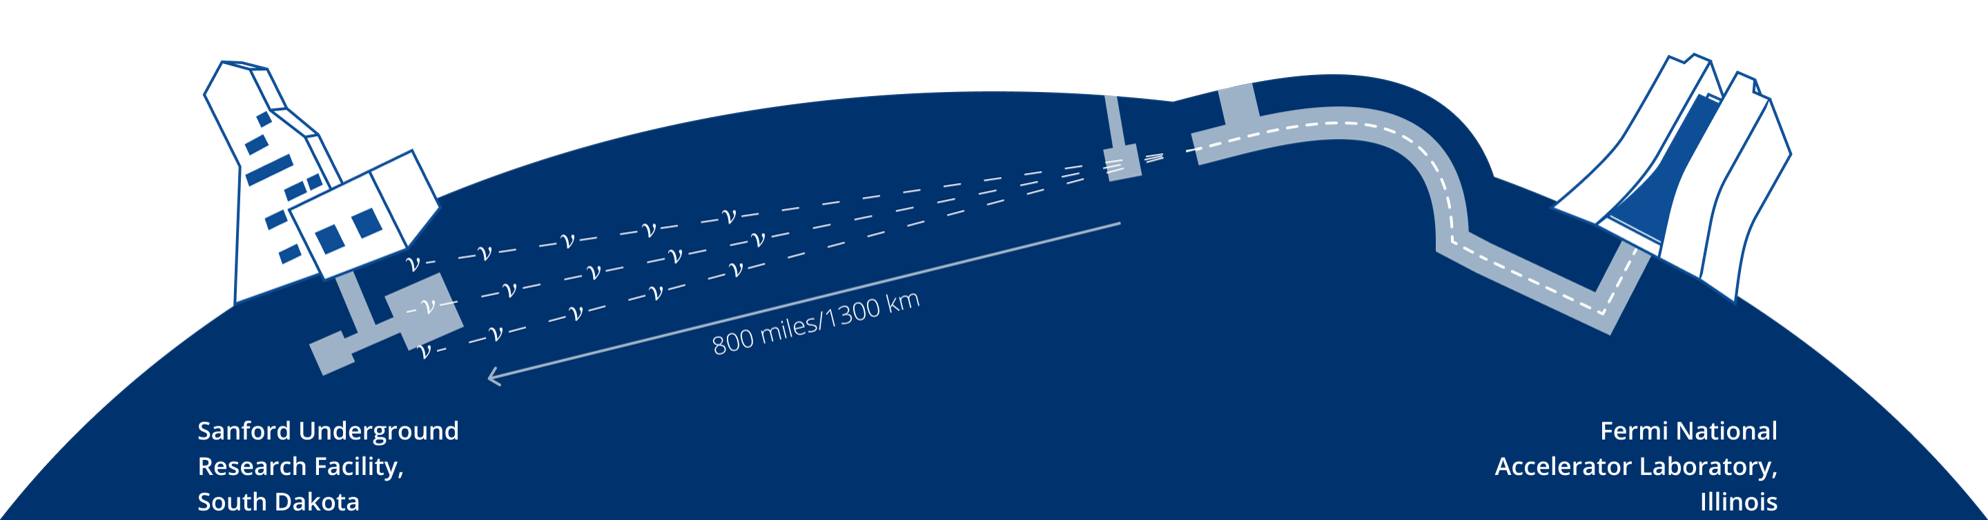 ν ν ν ν ν
ν ν ν ν ν
ν ν ν ν ν
800 miles/1300 km
Sanford Underground
Research Facility,
South Dakota
Fermi National
Accelerator Laboratory,
Illinois